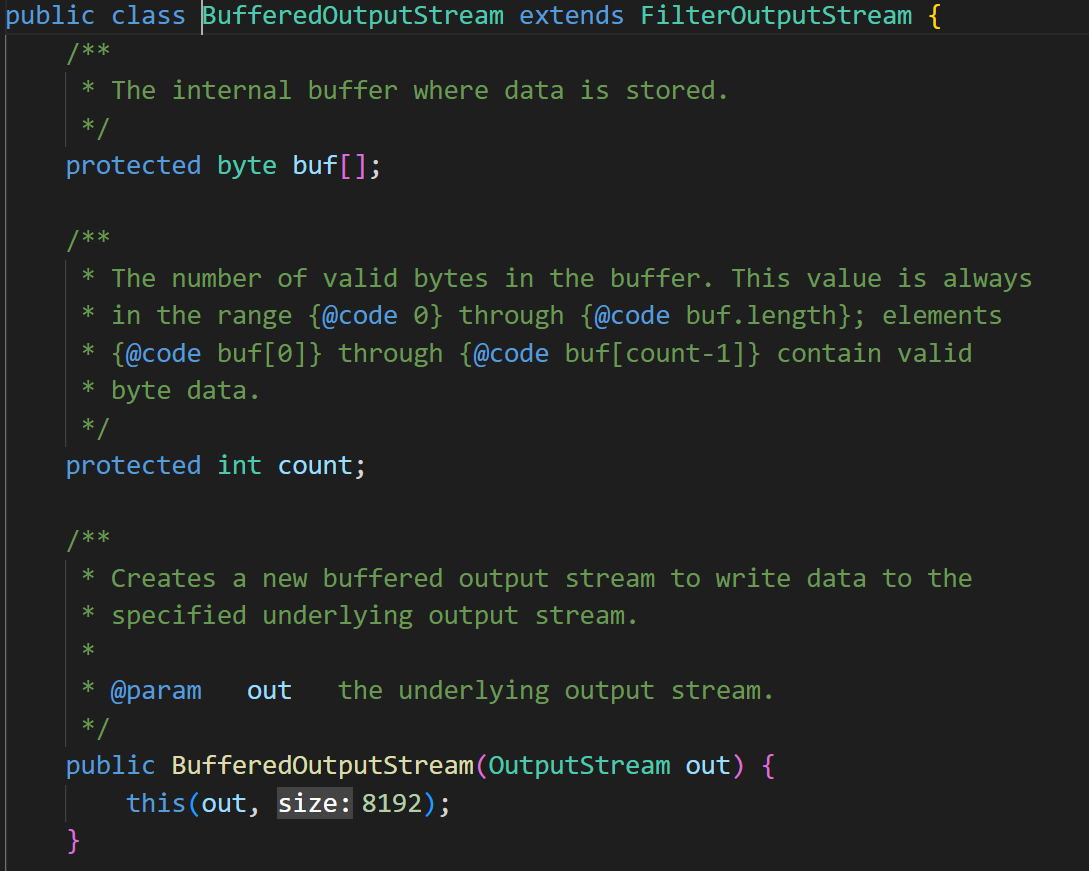 public class BufferedOutputStream extends FilterOutputStream {
/**
* The internal buffer where data is stored.
*/
protected byte buf[];
/**
* The number of valid bytes in the buffer. This value is always
* in the range {@code 0} through {@code buf.length}; elements
* {@code buf[0]} through {@code buf[count-1]} contain valid
* byte data.
*/
protected int count;
/**
* Creates a new buffered output stream to write data to the
* specified underlying output stream.
*
* @param   out   the underlying output stream.
*/
public BufferedOutputStream(OutputStream out) {
this(out, size: 8192);
}